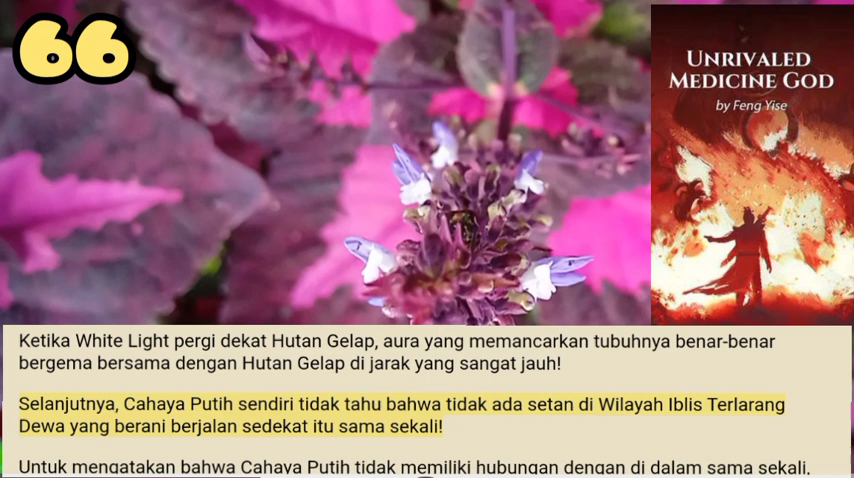 66
UNRIVALED
MEDICINE GOD
by Feng Yise
Ketika White Light pergi dekat Hutan Gelap, aura yang memancarkan tubuhnya benar-benar
bergema bersama dengan Hutan Gelap di jarak yang sangat jauh!
Selanjutnya, Cahaya Putih sendiri tidak tahu bahwa tidak ada setan di Wilayah Iblis Terlarang
Dewa yang berani berjalan sedekat itu sama sekali!
Untuk mengatakan bahwa Cahaya Putih tidak memiliki hubungan dengan di dalam sama sekali,